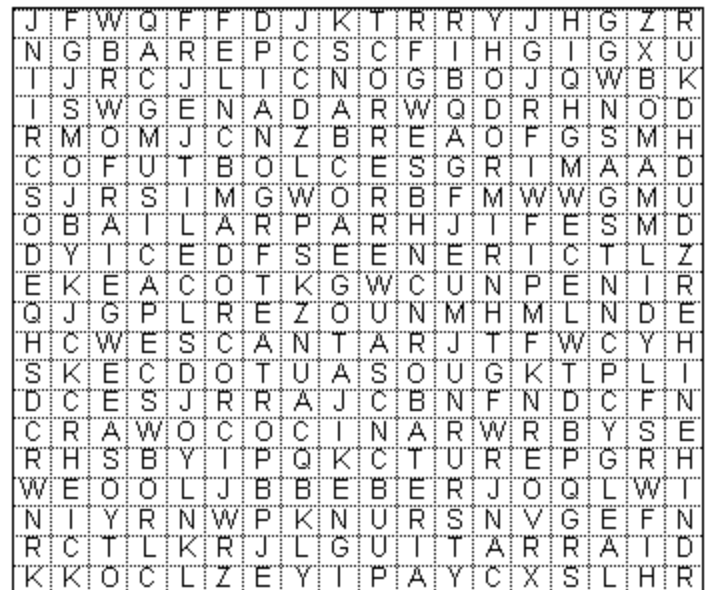 J F W Q F F D J K T R R Y J H G Z R
N G B A R E P C S C F I H G I G X U
I J R C J L I C N O G B O J Q W B K
I S W G E N A D A R W Q D R H N O D
R M O M J C N Z B R E A O F G S M H
C O F U T B O L C E S G R I M A A D
S J R S I M G W O R B F M W W G M U
O B A I L A R P A R H J I F E S M D
D Y I C E D F S E E N E R I C T L Z
E K E A C O T K G W C U N P E N I R
Q J G P L R E Z O U N M H M L N D E
H C W E S C A N T A R J T F W C Y H
S K E C D O T U A S O U G K T P L I
D C E S J R R A J C B N F N D C F N
C R A W O C O C I N A R W R B Y S E
R H S B Y I P Q K C T U R E P G R H
W E O O L J B B E B E R J O Q L W I
N I Y R N W P K N U R S N V G E F N
R C T L K R J L G U I T A R R A I D
K K O C L Z E Y I P A Y C X S L H R